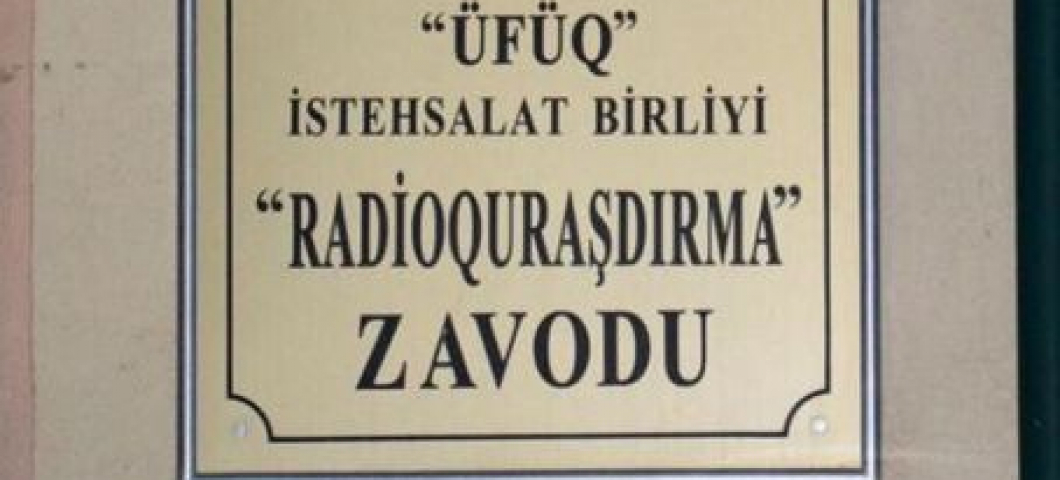 “ÜFÜQ”
İSTEHSALAT BİRLİYİ
“RADİOQURAŞDIRMA”
ZAVODU